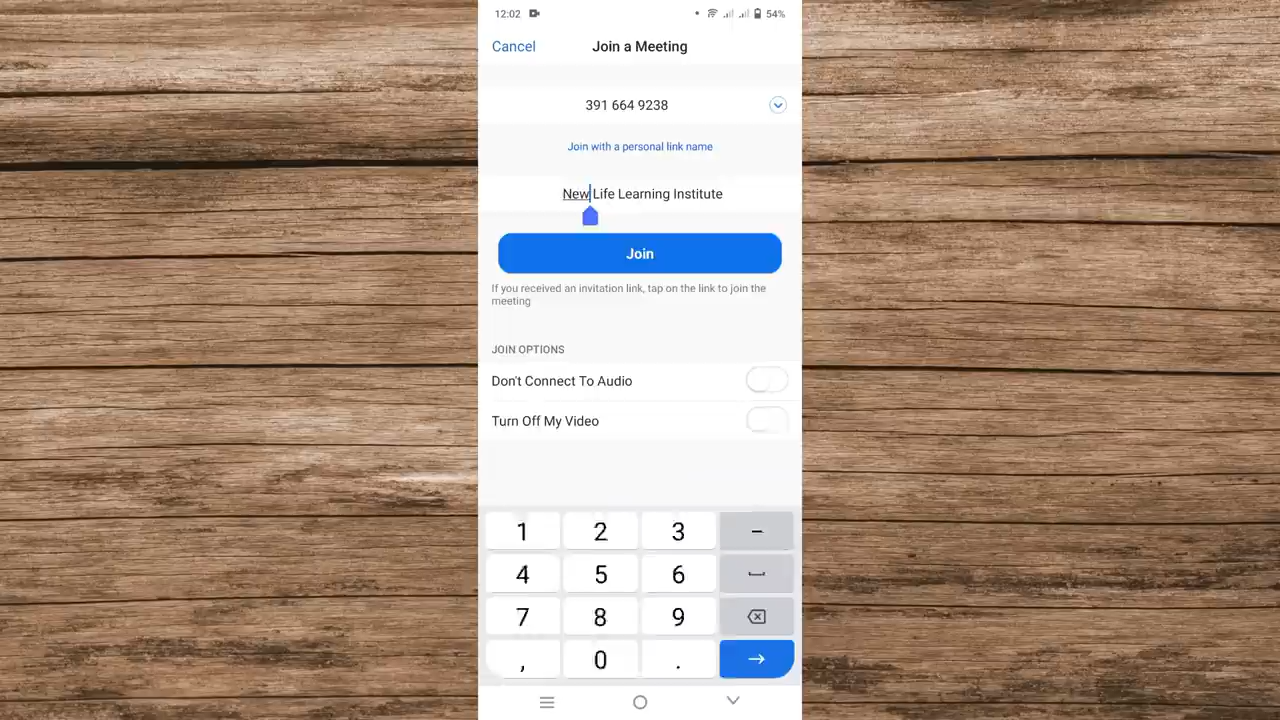 12:02 54%
Cancel Join a Meeting
391 664 9238
Join with a personal link name
New Life Learning Institute
Join
If you received an invitation link, tap on the link to join the
meeting
JOIN OPTIONS
Don't Connect To Audio
Turn Off My Video
1 2 3 –
4 5 6
7 8 9
, 0 .